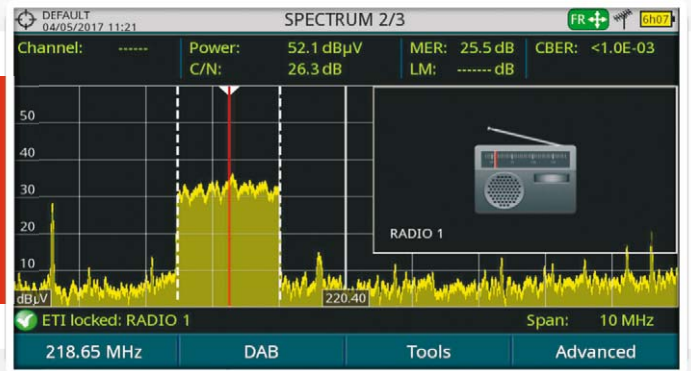 DEFAULT
04/05/2017 11:21
SPECTRUM 2/3
FR
6h07
Channel: ------
Power: 52.1 dBµV
MER: 25.5 dB
CBER: <1.0E-03
C/N: 26.3 dB
LM: ------- dB
50
40
30
20
10
dBµV
RADIO 1
220.40
ETI locked: RADIO 1
Span: 10 MHz
218.65 MHz
DAB
Tools
Advanced